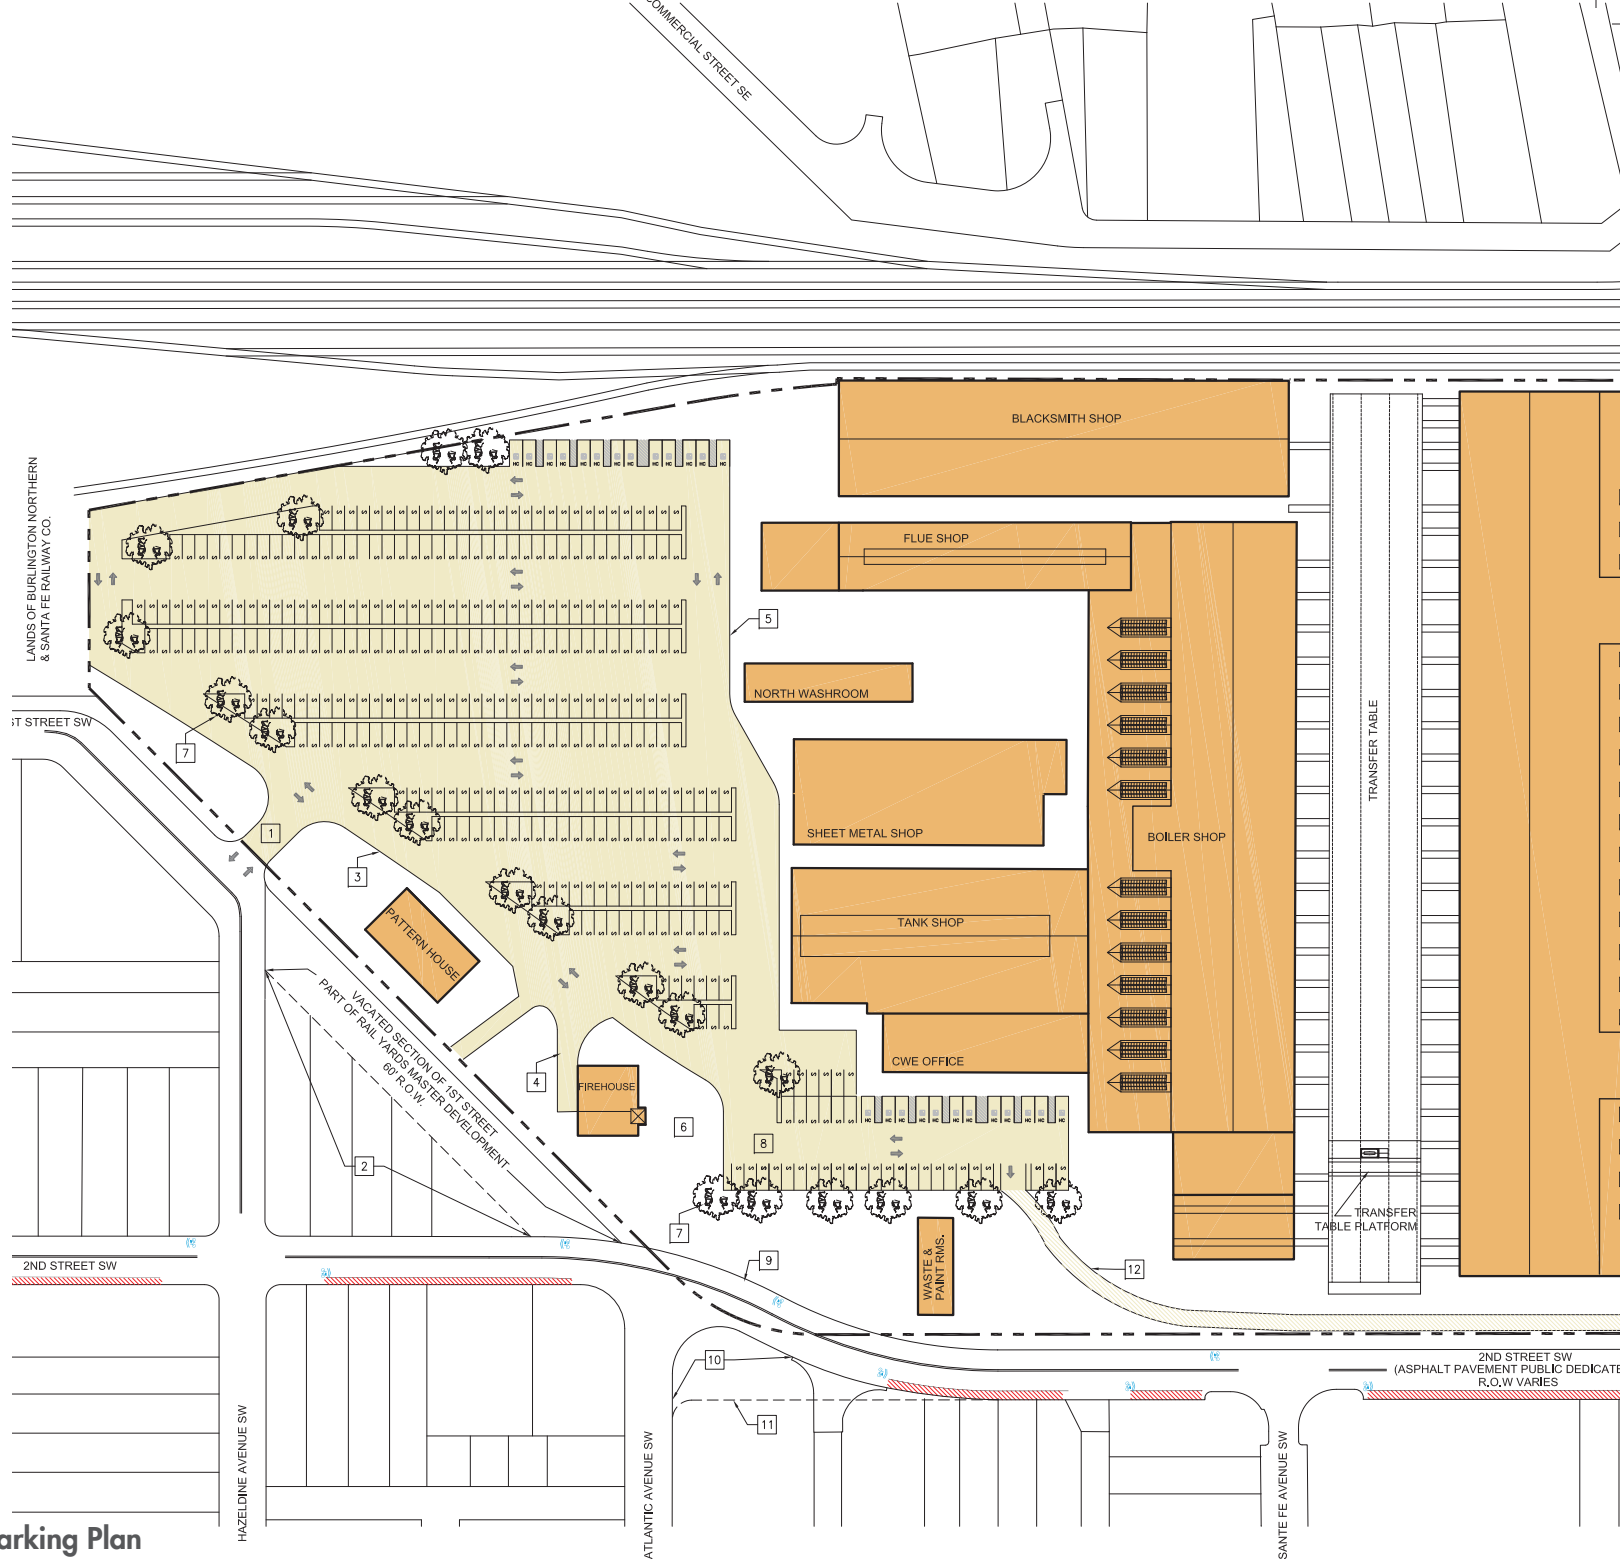 COMMERCIAL STREET SE
BLACKSMITH SHOP
LANDS OF BURLINGTON NORTHERN
& SANTA FE RAILWAY CO.
FLUE SHOP
5
NORTH WASHROOM
ST STREET SW
7
TRANSFER TABLE
1
SHEET METAL SHOP
BOILER SHOP
3
PATTERN HOUSE
TANK SHOP
VACATED SECTION OF 1ST STREET
PART OF RAIL YARDS MASTER DEVELOPMENT
60' R.O.W.
CWE OFFICE
4
FIREHOUSE
6
8
2
7
TRANSFER
TABLE PLATFORM
WASTE &
PAINT RMS.
2ND STREET SW
9
12
10
2ND STREET SW
(ASPHALT PAVEMENT PUBLIC DEDICATE
R.O.W VARIES
11
HAZELDINE AVENUE SW
ATLANTIC AVENUE SW
SANTE FE AVENUE SW
arking Plan